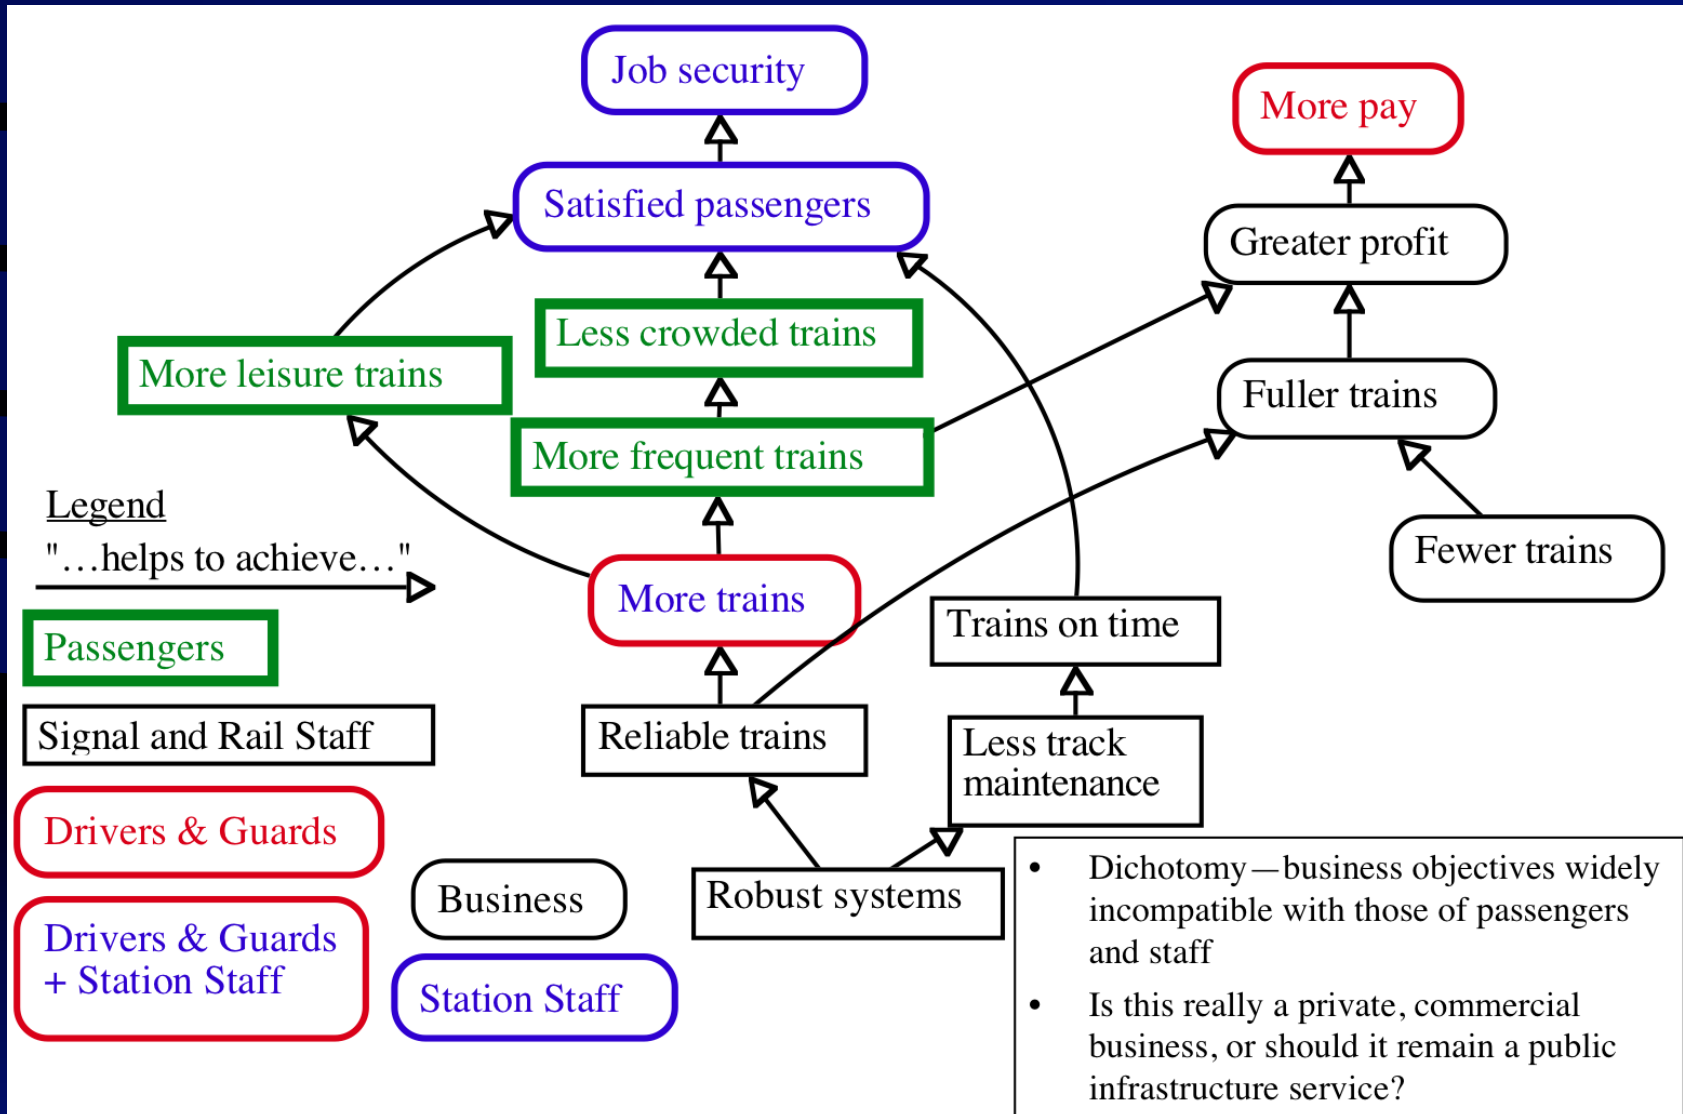 Job security
More pay
Satisfied passengers
Greater profit
Less crowded trains
More leisure trains
Fuller trains
More frequent trains
Legend
"…helps to achieve…"
Fewer trains
More trains
Trains on time
Passengers
Signal and Rail Staff
Reliable trains
Less track
maintenance
Drivers & Guards
Business
Robust systems
Drivers & Guards
+ Station Staff
Station Staff
• Dichotomy—business objectives widely
incompatible with those of passengers
and staff
• Is this really a private, commercial
business, or should it remain a public
infrastructure service?